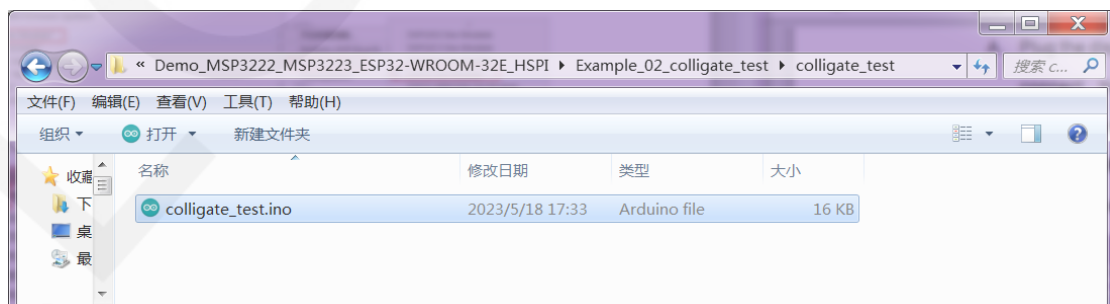 « Demo_MSP3222_MSP3223_ESP32-WROOM-32E_HSPI ▸ Example_02_colligate_test ▸ colligate_test
搜索 c...
文件(F) 编辑(E) 查看(V) 工具(T) 帮助(H)
组织 打开 新建文件夹
收藏 名称 修改日期 类型 大小
下 colligate_test.ino 2023/5/18 17:33 Arduino file 16 KB
桌
最